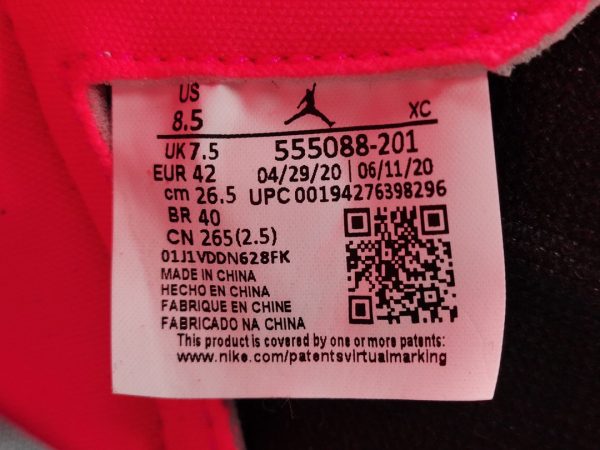 US XC
8.5
UK 7.5 555088-201
EUR 42 04/29/20 | 06/11/20
cm 26.5 UPC 00194276398296
BR 40
CN 265(2.5)
01J1VDDN628FK
MADE IN CHINA
HECHO EN CHINA
FABRIQUE EN CHINE
FABRICADO NA CHINA
This product is covered by one or more patents:
www.nike.com/patentsvirtualmarking